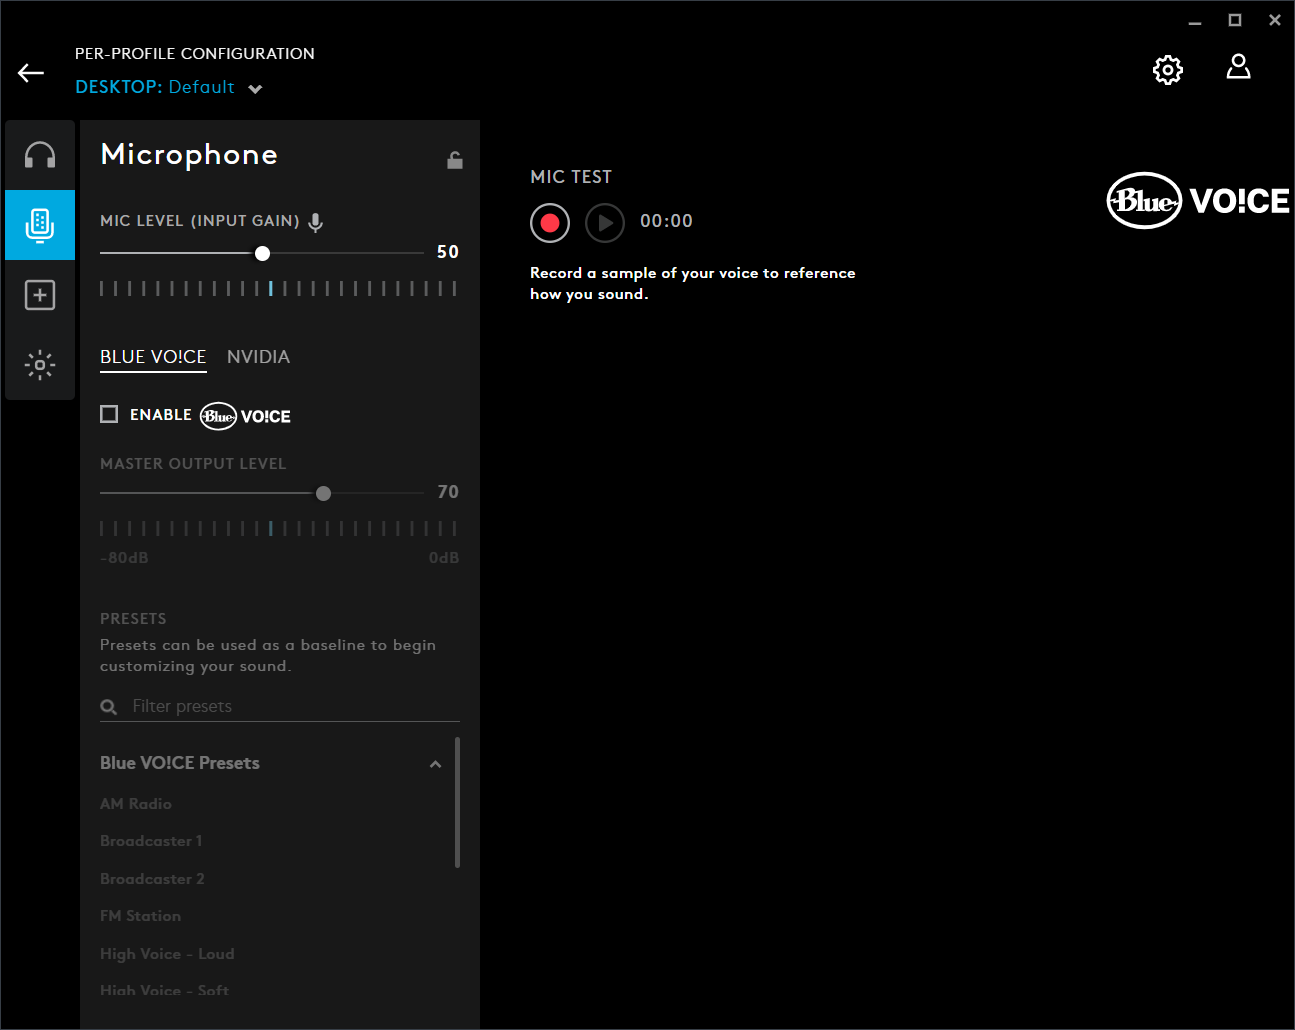 PER-PROFILE CONFIGURATION
DESKTOP: Default
Microphone
MIC LEVEL (INPUT GAIN)
50
BLUE VO!CE NVIDIA
ENABLE Blue VO!CE
MASTER OUTPUT LEVEL
70
-80dB 0dB
PRESETS
Presets can be used as a baseline to begin
customizing your sound.
Filter presets
Blue VO!CE Presets
AM Radio
Broadcaster 1
Broadcaster 2
FM Station
High Voice - Loud
High Voice - Soft
MIC TEST
00:00
Record a sample of your voice to reference
how you sound.
Blue VO!CE